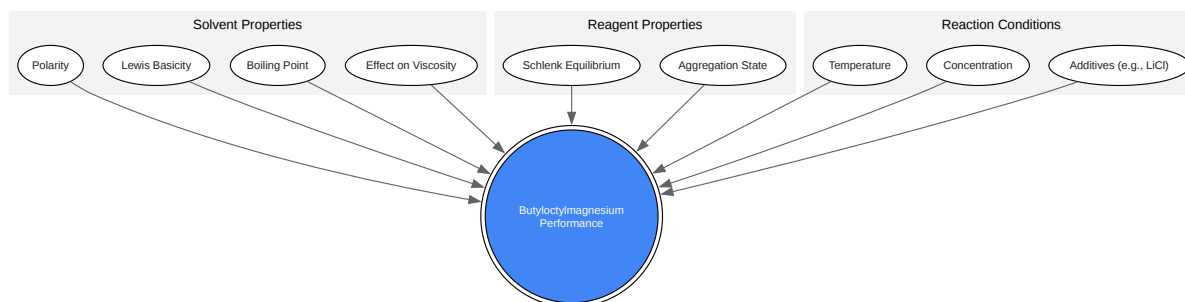 Solvent Properties
Reagent Properties
Reaction Conditions
Polarity
Lewis Basicity
Boiling Point
Effect on Viscosity
Schlenk Equilibrium
Aggregation State
Temperature
Concentration
Additives (e.g., LiCl)
Butyloctylmagnesium
Performance